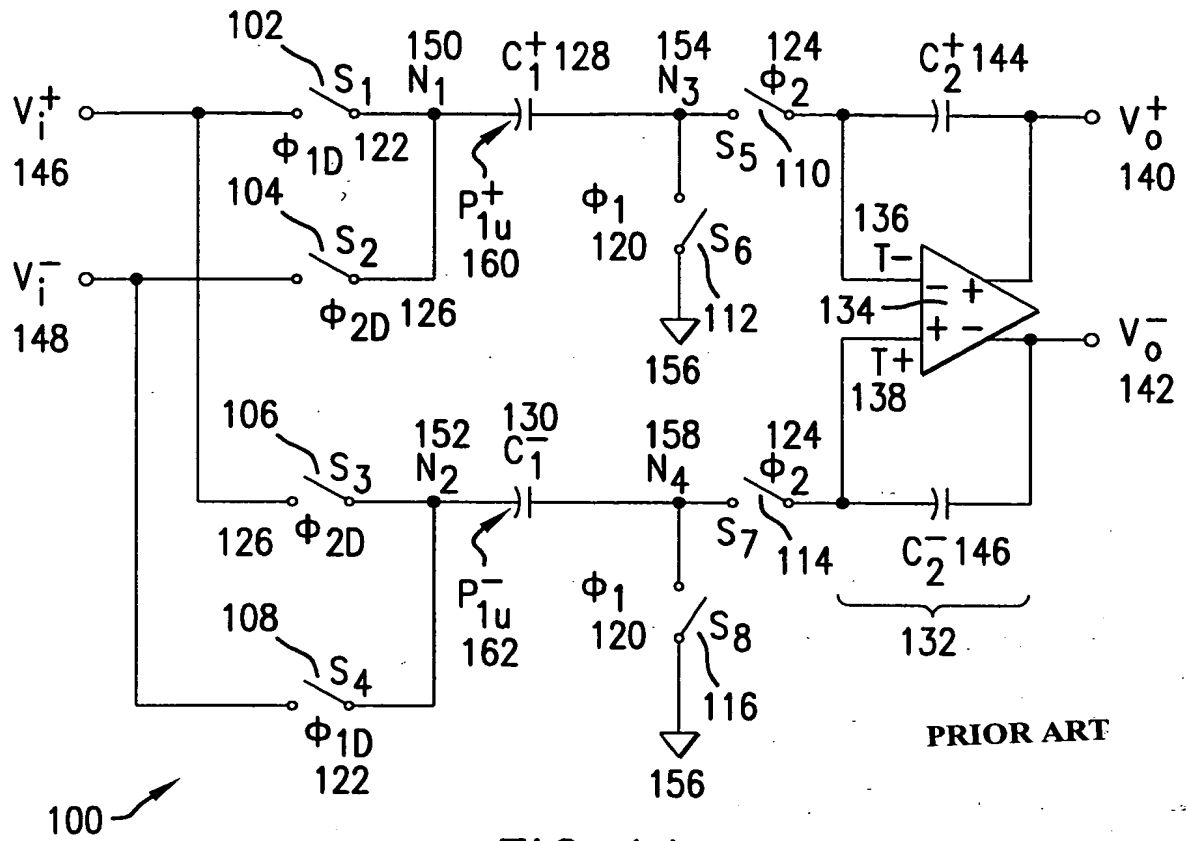 102
S1
150
N1
C1+ 128
154
N3
124
Φ2
C2+ 144
Vi+
146
Φ1D 122
S5
110
Vo+
140
104
S2
P1u+
160
Φ1
120
S6
112
136
T-
Vi-
148
Φ2D 126
134
- +
+ -
T+
138
Vo-
142
156
106
S3
152
N2
130
C1-
158
N4
124
Φ2
126 Φ2D
S7
114
C2- 146
132
P1u-
162
Φ1
120
S8
116
108
S4
Φ1D
122
156
PRIOR ART
100